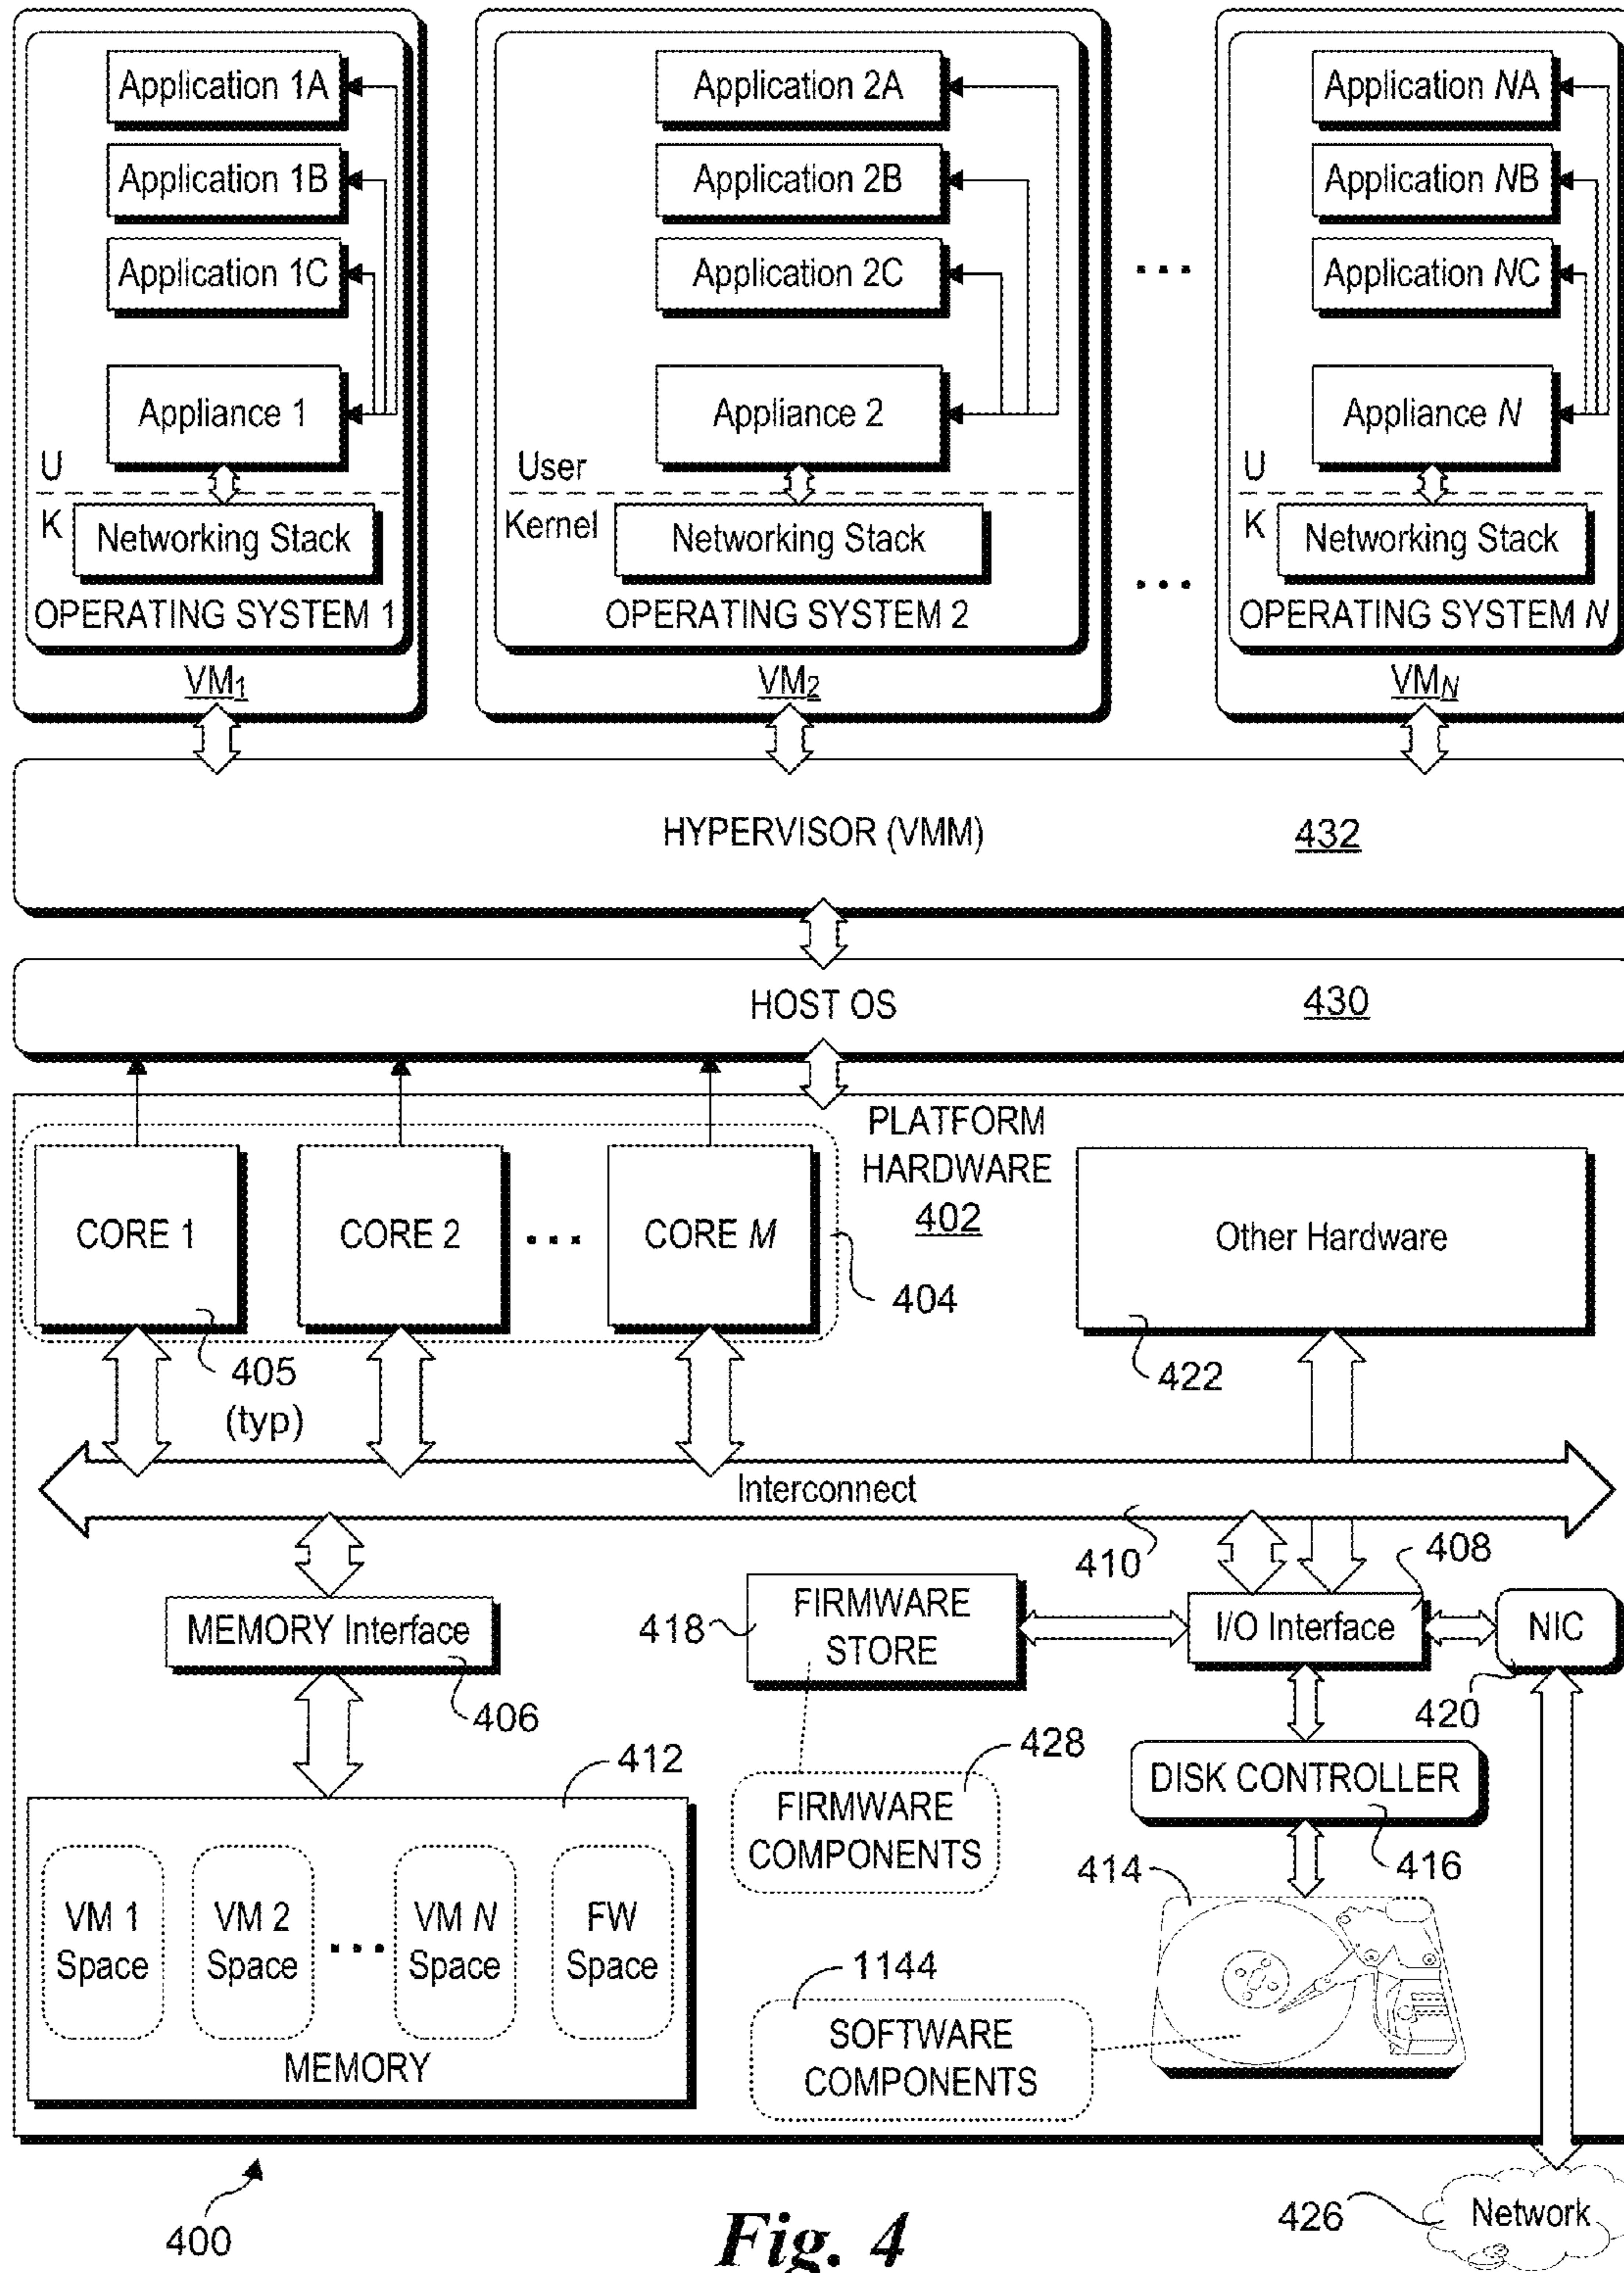 Application 1A
Application 1B
Application 1C
Appliance 1
U
K
Networking Stack
OPERATING SYSTEM 1
VM1
Application 2A
Application 2B
Application 2C
Appliance 2
User
Kernel
Networking Stack
OPERATING SYSTEM 2
VM2
...
...
Application NA
Application NB
Application NC
Appliance N
U
K
Networking Stack
OPERATING SYSTEM N
VMN
HYPERVISOR (VMM)
432
HOST OS
430
PLATFORM
HARDWARE
402
CORE 1
CORE 2
...
CORE M
404
405
(typ)
Other Hardware
422
Interconnect
410
408
MEMORY Interface
406
418
FIRMWARE
STORE
I/O Interface
NIC
420
412
428
FIRMWARE
COMPONENTS
DISK CONTROLLER
416
414
VM 1
Space
VM 2
Space
...
VM N
Space
FW
Space
MEMORY
1144
SOFTWARE
COMPONENTS
400
426
Network
Fig. 4